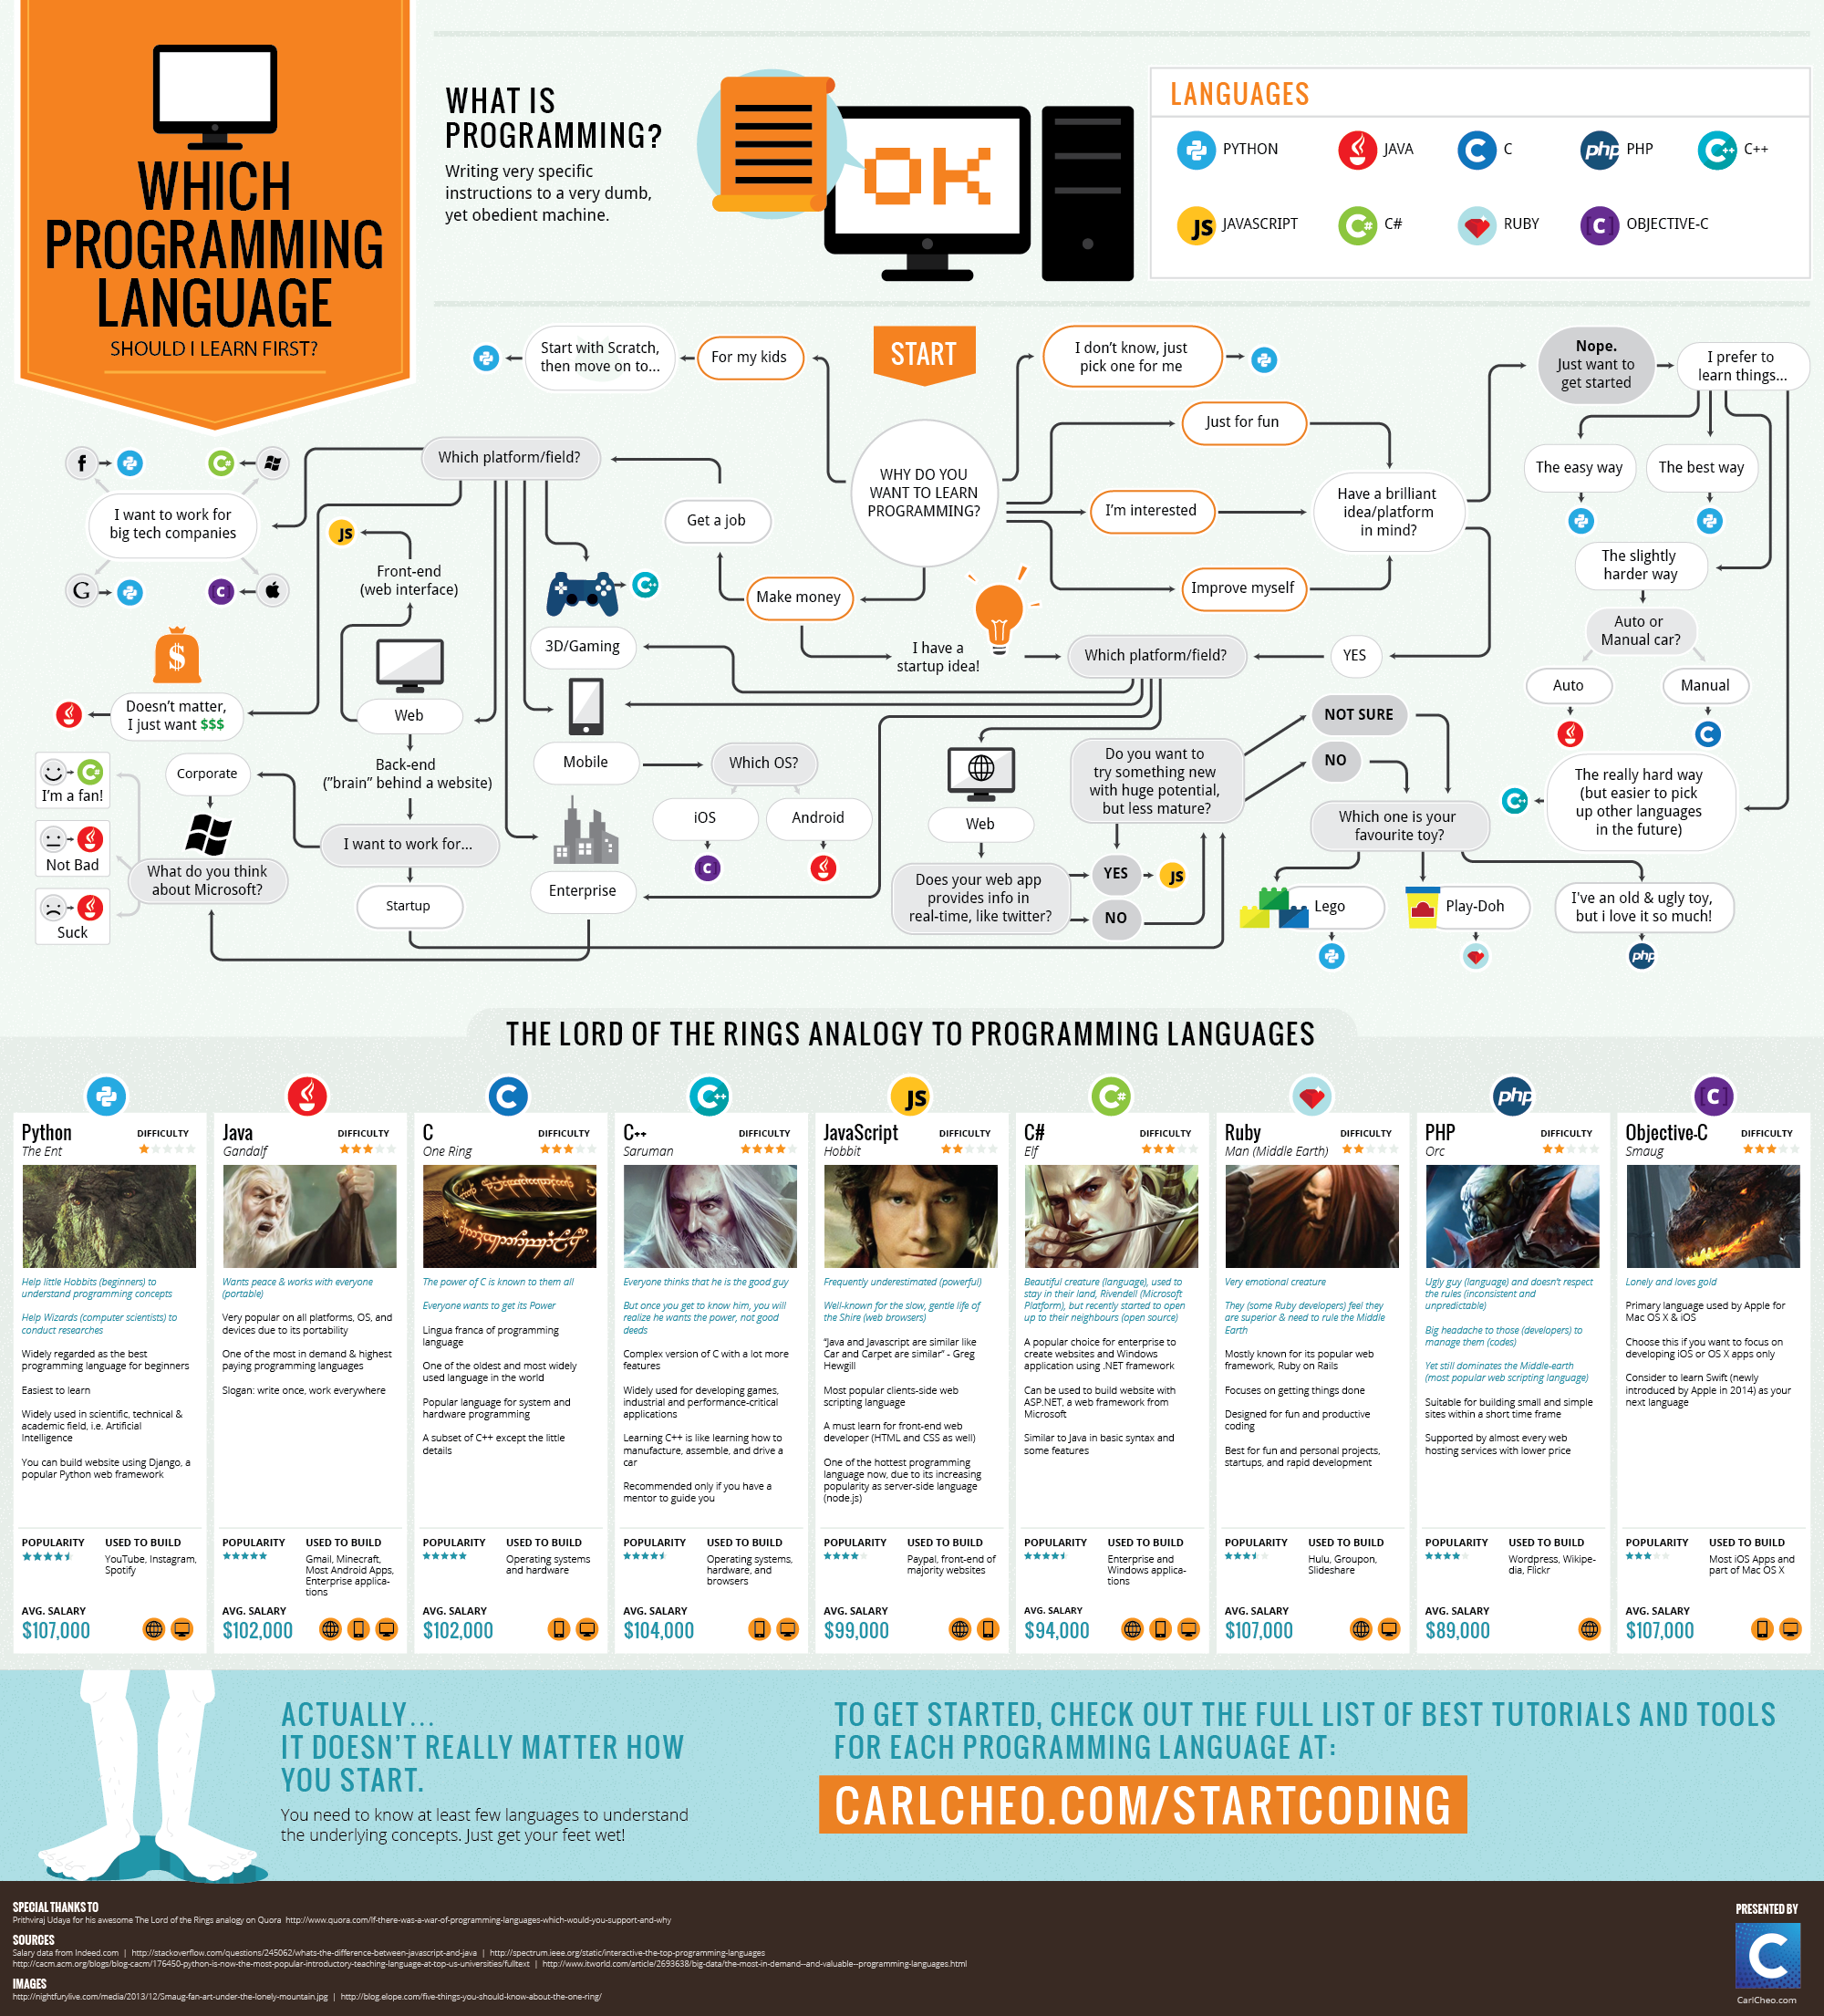 WHICH
PROGRAMMING
LANGUAGE
SHOULD I LEARN FIRST?
WHAT IS
PROGRAMMING?
Writing very specific
instructions to a very dumb,
yet obedient machine.
OK
LANGUAGES
PYTHON
JAVA
C
C
php
PHP
C++
C++
JS
JAVASCRIPT
C#
C#
RUBY
[C]
OBJECTIVE-C
START
WHY DO YOU
WANT TO LEARN
PROGRAMMING?
For my kids
Start with Scratch,
then move on to...
I don't know, just
pick one for me
Just for fun
I'm interested
Improve myself
Have a brilliant
idea/platform
in mind?
Nope.
Just want to
get started
I prefer to
learn things...
The easy way
The best way
The slightly
harder way
Auto or
Manual car?
Auto
Manual
C
The really hard way
(but easier to pick
up other languages
in the future)
C++
YES
Which platform/field?
Make money
I have a
startup idea!
Get a job
Which platform/field?
f
C#
I want to work for
big tech companies
G
C
JS
Front-end
(web interface)
$
Doesn't matter,
I just want $$$
Web
Back-end
("brain" behind a website)
I want to work for...
Corporate
Startup
What do you think
about Microsoft?
C#
I'm a fan!
Not Bad
Suck
C++
3D/Gaming
Mobile
Which OS?
iOS
Android
C
Enterprise
Web
Does your web app
provides info in
real-time, like twitter?
YES
JS
NO
Do you want to
try something new
with huge potential,
but less mature?
NOT SURE
NO
Which one is your
favourite toy?
Lego
Play-Doh
I've an old & ugly toy,
but i love it so much!
php
THE LORD OF THE RINGS ANALOGY TO PROGRAMMING LANGUAGES
Python
The Ent
DIFFICULTY
Help little Hobbits (beginners) to
understand programming concepts
Help Wizards (computer scientists) to
conduct researches
Widely regarded as the best
programming language for beginners
Easiest to learn
Widely used in scientific, technical &
academic field, i.e. Artificial
Intelligence
You can build website using Django, a
popular Python web framework
POPULARITY
USED TO BUILD
YouTube, Instagram,
Spotify
AVG. SALARY
$107,000
Java
Gandalf
DIFFICULTY
Wants peace & works with everyone
(portable)
Very popular on all platforms, OS, and
devices due to its portability
One of the most in demand & highest
paying programming languages
Slogan: write once, work everywhere
POPULARITY
USED TO BUILD
Gmail, Minecraft,
Most Android Apps,
Enterprise applica-
tions
AVG. SALARY
$102,000
C
C
One Ring
DIFFICULTY
The power of C is known to them all
Everyone wants to get its Power
Lingua franca of programming
language
One of the oldest and most widely
used language in the world
Popular language for system and
hardware programming
A subset of C++ except the little
details
POPULARITY
USED TO BUILD
Operating systems
and hardware
AVG. SALARY
$102,000
C++
C++
Saruman
DIFFICULTY
Everyone thinks that he is the good guy
But once you get to know him, you will
realize he wants the power, not good
deeds
Complex version of C with a lot more
features
Widely used for developing games,
industrial and performance-critical
applications
Learning C++ is like learning how to
manufacture, assemble, and drive a
car
Recommended only if you have a
mentor to guide you
POPULARITY
USED TO BUILD
Operating systems,
hardware, and
browsers
AVG. SALARY
$104,000
JS
JavaScript
Hobbit
DIFFICULTY
Frequently underestimated (powerful)
Well-known for the slow, gentle life of
the Shire (web browsers)
"Java and Javascript are similar like
Car and Carpet are similar" - Greg
Hewgill
Most popular clients-side web
scripting language
A must learn for front-end web
developer (HTML and CSS as well)
One of the hottest programming
language now, due to its increasing
popularity as server-side language
(node.js)
POPULARITY
USED TO BUILD
Paypal, front-end of
majority websites
AVG. SALARY
$99,000
C#
C#
Elf
DIFFICULTY
Beautiful creature (language), used to
stay in their land, Rivendell (Microsoft
Platform), but recently started to open
up to their neighbours (open source)
A popular choice for enterprise to
create websites and Windows
application using .NET framework
Can be used to build website with
ASP.NET, a web framework from
Microsoft
Similar to Java in basic syntax and
some features
POPULARITY
USED TO BUILD
Enterprise and
Windows applica-
tions
AVG. SALARY
$94,000
Ruby
Man (Middle Earth)
DIFFICULTY
Very emotional creature
They (some Ruby developers) feel they
are superior & need to rule the Middle
Earth
Mostly known for its popular web
framework, Ruby on Rails
Focuses on getting things done
Designed for fun and productive
coding
Best for fun and personal projects,
startups, and rapid development
POPULARITY
USED TO BUILD
Hulu, Groupon,
Slideshare
AVG. SALARY
$107,000
php
PHP
Orc
DIFFICULTY
Ugly guy (language) and doesn't respect
the rules (inconsistent and
unpredictable)
Big headache to those (developers) to
manage them (codes)
Yet still dominates the Middle-earth
(most popular web scripting language)
Suitable for building small and simple
sites within a short time frame
Supported by almost every web
hosting services with lower price
POPULARITY
USED TO BUILD
Wordpress, Wikipe-
dia, Flickr
AVG. SALARY
$89,000
[C]
Objective-C
Smaug
DIFFICULTY
Lonely and loves gold
Primary language used by Apple for
Mac OS X & iOS
Choose this if you want to focus on
developing iOS or OS X apps only
Consider to learn Swift (newly
introduced by Apple in 2014) as your
next language
POPULARITY
USED TO BUILD
Most iOS Apps and
part of Mac OS X
AVG. SALARY
$107,000
ACTUALLY...
IT DOESN'T REALLY MATTER HOW
YOU START.
You need to know at least few languages to understand
the underlying concepts. Just get your feet wet!
TO GET STARTED, CHECK OUT THE FULL LIST OF BEST TUTORIALS AND TOOLS
FOR EACH PROGRAMMING LANGUAGE AT:
CARLCHEO.COM/STARTCODING
SPECIAL THANKS TO
Prithviraj Udaya for his awesome The Lord of the Rings analogy on Quora http://www.quora.com/If-there-was-a-war-of-programming-languages-which-would-you-support-and-why
SOURCES
Salary data from Indeed.com | http://stackoverflow.com/questions/245062/whats-the-difference-between-javascript-and-java | http://spectrum.ieee.org/static/interactive-the-top-programming-languages
http://cacm.acm.org/blogs/blog-cacm/176450-python-is-now-the-most-popular-introductory-teaching-language-at-top-us-universities/fulltext | http://www.itworld.com/article/2693638/big-data/the-most-in-demand--and-valuable--programming-languages.html
IMAGES
http://nightfurylive.com/media/2013/12/Smaug-fan-art-under-the-lonely-mountain.jpg | http://blog.elope.com/five-things-you-should-know-about-the-one-ring/
PRESENTED BY
C
CarlCheo.com